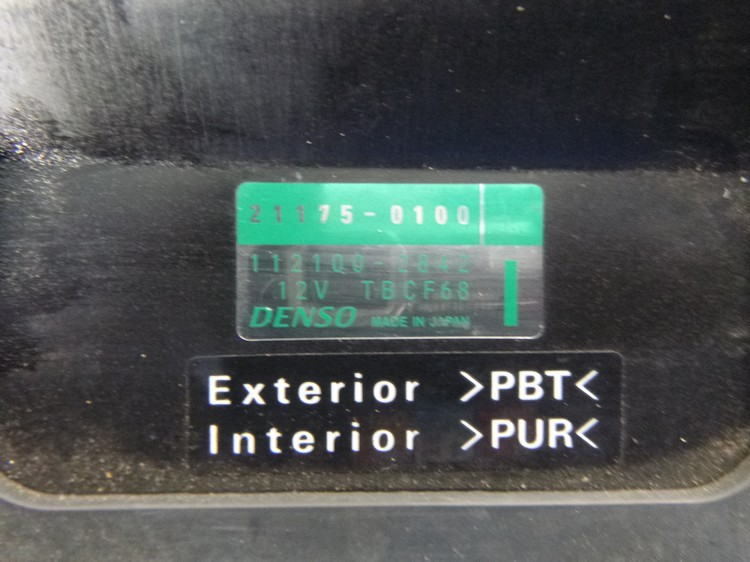 21175-0100
112100-2842
12V TBCF68
DENSO MADE IN JAPAN
Exterior >PBT<
Interior >PUR<